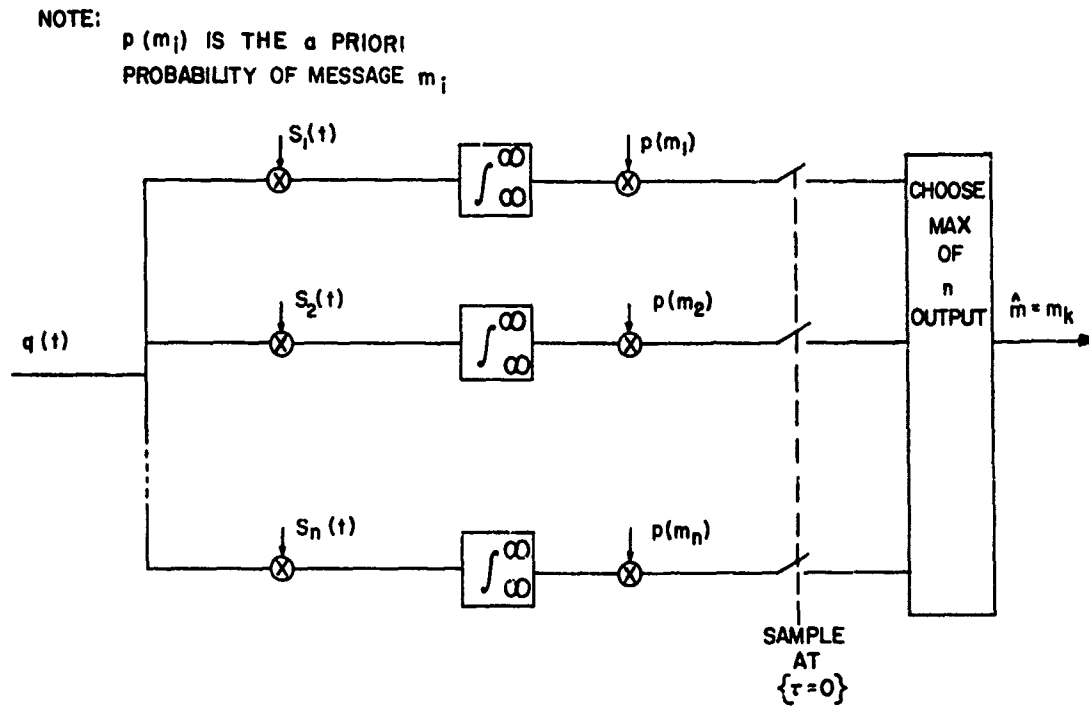 NOTE:
p(mᵢ) IS THE a PRIORI
PROBABILITY OF MESSAGE mᵢ
S₁(t)
p(m₁)
∫ ∞ ∞
CHOOSE
MAX
OF
n
OUTPUT
S₂(t)
p(m₂)
∫ ∞ ∞
q(t)
m̂ = mₖ
Sₙ(t)
p(mₙ)
∫ ∞ ∞
SAMPLE
AT
{τ=0}